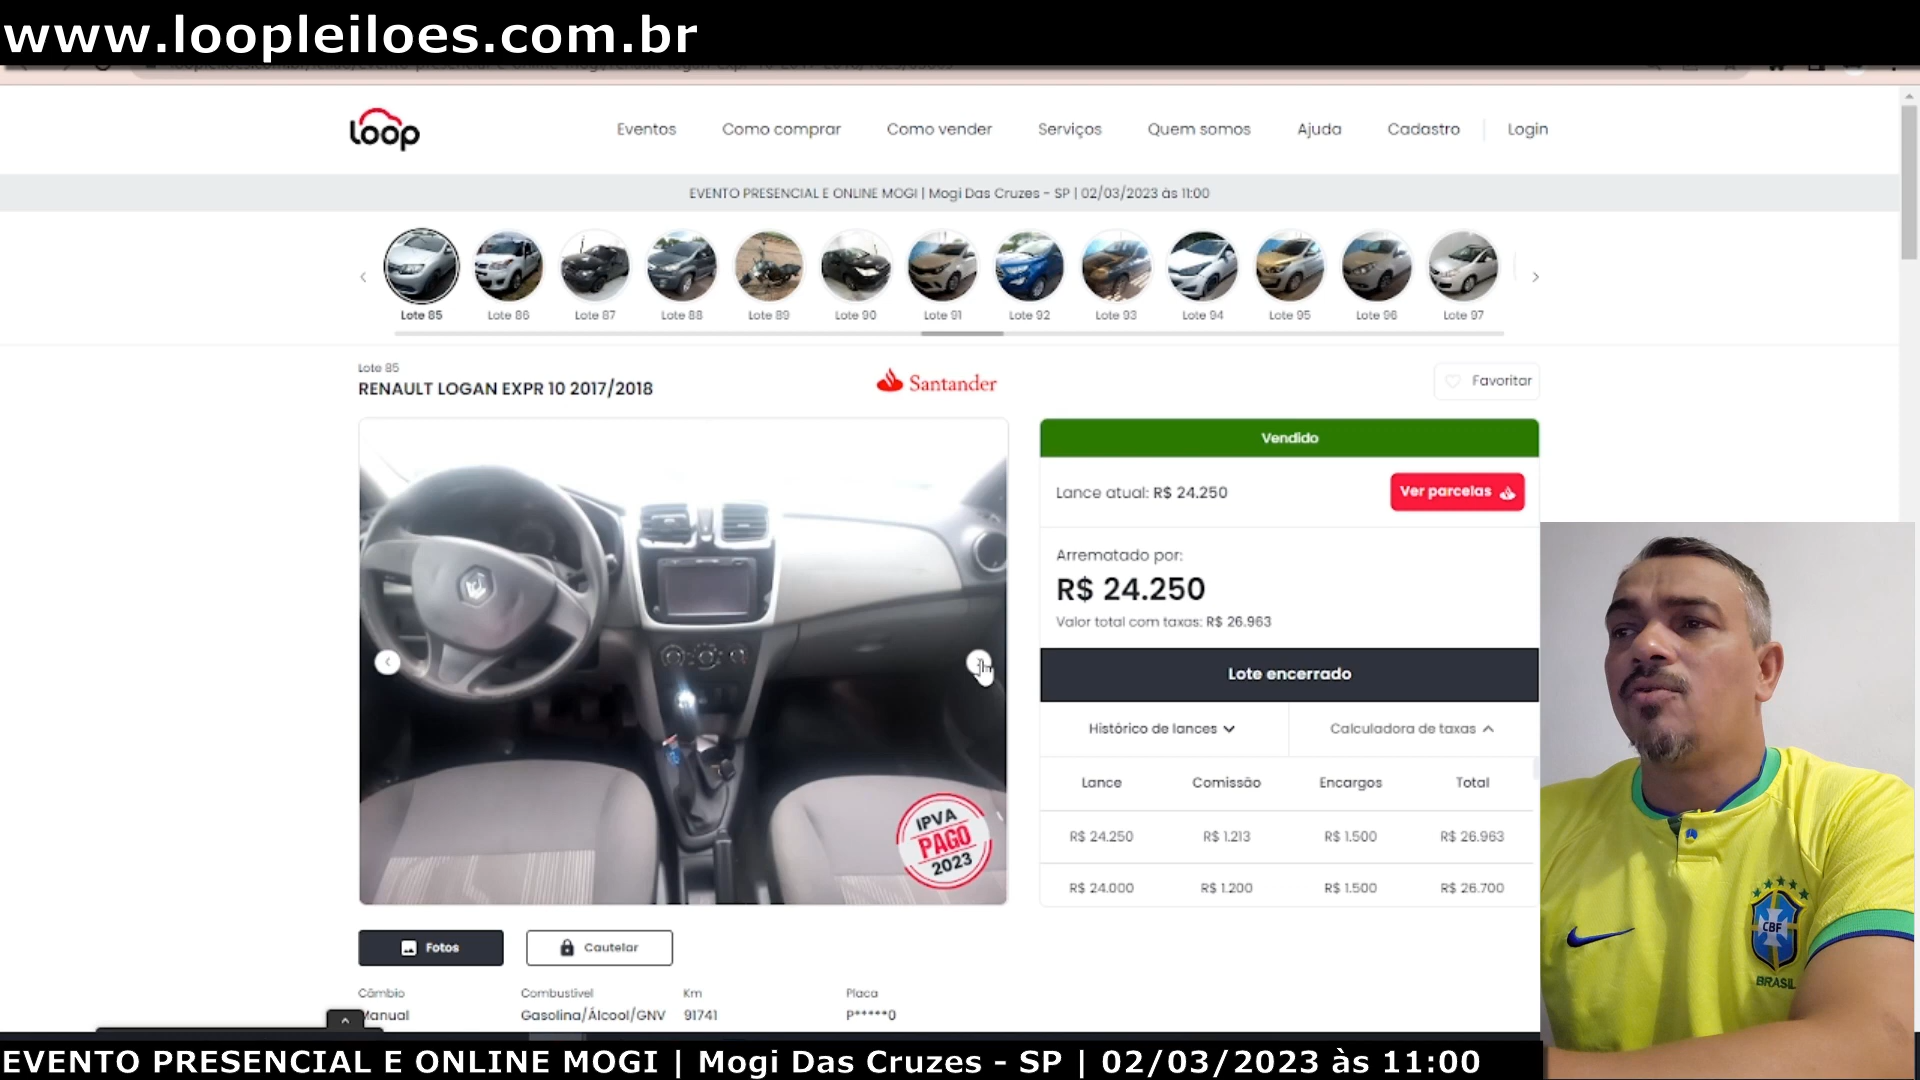 www.loopleiloes.com.br
loop
Eventos
Como comprar
Como vender
Serviços
Quem somos
Ajuda
Cadastro
Login
EVENTO PRESENCIAL E ONLINE MOGI | Mogi Das Cruzes - SP | 02/03/2023 às 11:00
Lote 85
Lote 86
Lote 87
Lote 88
Lote 89
Lote 90
Lote 91
Lote 92
Lote 93
Lote 94
Lote 95
Lote 96
Lote 97
Lote 85
RENAULT LOGAN EXPR 10 2017/2018
Santander
Favoritar
Vendido
Lance atual: R$ 24.250
Ver parcelas
Arrematado por:
R$ 24.250
Valor total com taxas: R$ 26.963
Lote encerrado
Histórico de lances
Calculadora de taxas
Lance Comissão Encargos Total
R$ 24.250 R$ 1.213 R$ 1.500 R$ 26.963
R$ 24.000 R$ 1.200 R$ 1.500 R$ 26.700
IPVA
PAGO
2023
Fotos
Cautelar
Câmbio
Manual
Combustível
Gasolina/Álcool/GNV
Km
91741
Placa
P*****0
CBF
BRASIL
EVENTO PRESENCIAL E ONLINE MOGI | Mogi Das Cruzes - SP | 02/03/2023 às 11:00